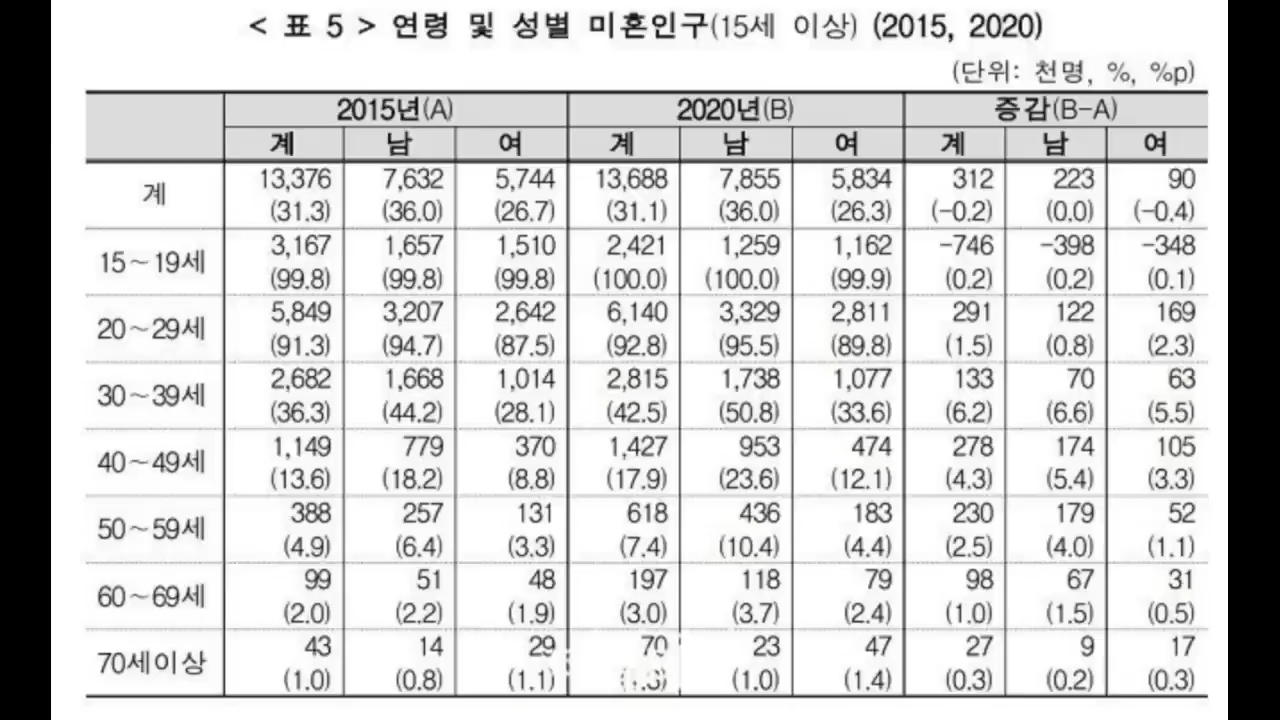 < 표 5 > 연령 및 성별 미혼인구(15세 이상) (2015, 2020)
(단위: 천명, %, %p)
2015년(A) 2020년(B) 증감(B-A)
계 남 여 계 남 여 계 남 여
계 13,376 7,632 5,744 13,688 7,855 5,834 312 223 90
(31.3) (36.0) (26.7) (31.1) (36.0) (26.3) (-0.2) (0.0) (-0.4)
15~19세 3,167 1,657 1,510 2,421 1,259 1,162 -746 -398 -348
(99.8) (99.8) (99.8) (100.0) (100.0) (99.9) (0.2) (0.2) (0.1)
20~29세 5,849 3,207 2,642 6,140 3,329 2,811 291 122 169
(91.3) (94.7) (87.5) (92.8) (95.5) (89.8) (1.5) (0.8) (2.3)
30~39세 2,682 1,668 1,014 2,815 1,738 1,077 133 70 63
(36.3) (44.2) (28.1) (42.5) (50.8) (33.6) (6.2) (6.6) (5.5)
40~49세 1,149 779 370 1,427 953 474 278 174 105
(13.6) (18.2) (8.8) (17.9) (23.6) (12.1) (4.3) (5.4) (3.3)
50~59세 388 257 131 618 436 183 230 179 52
(4.9) (6.4) (3.3) (7.4) (10.4) (4.4) (2.5) (4.0) (1.1)
60~69세 99 51 48 197 118 79 98 67 31
(2.0) (2.2) (1.9) (3.0) (3.7) (2.4) (1.0) (1.5) (0.5)
70세이상 43 14 29 70 23 47 27 9 17
(1.0) (0.8) (1.1) (1.0) (1.4) (0.3) (0.2) (0.3)